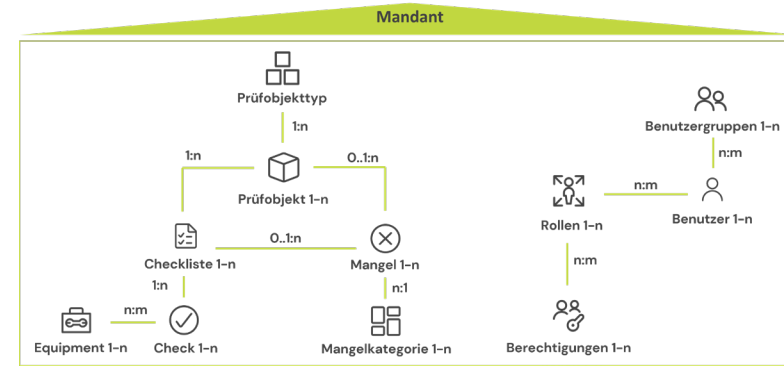 Mandant
Prüfobjekttyp
1:n
Benutzergruppen 1-n
n:m
1:n
0..1:n
Prüfobjekt 1-n
n:m
Rollen 1-n
Benutzer 1-n
0..1:n
Checkliste 1-n
Mangel 1-n
n:m
1:n
n:1
n:m
Equipment 1-n
Check 1-n
Mangelkategorie 1-n
Berechtigungen 1-n